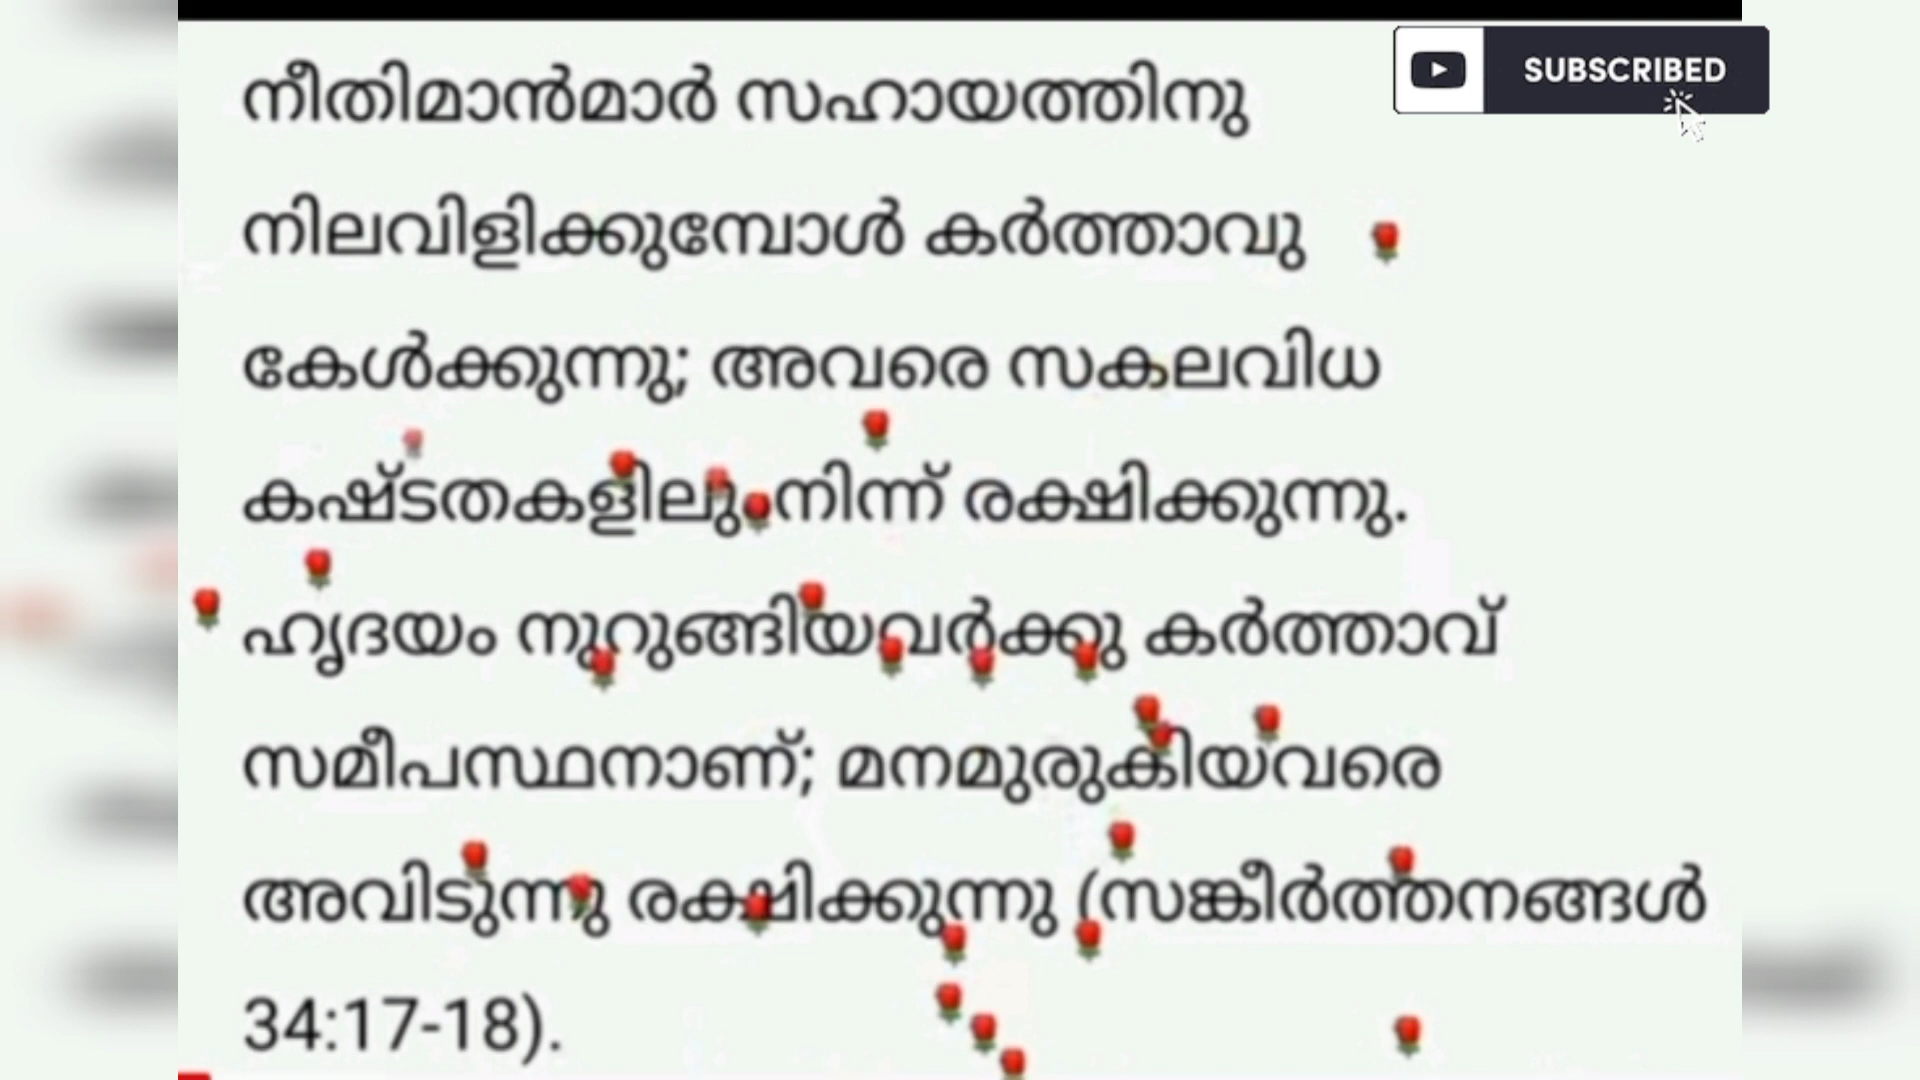 നീതിമാൻമാർ സഹായത്തിനു
SUBSCRIBED
നിലവിളിക്കുമ്പോൾ കർത്താവു
കേൾക്കുന്നു; അവരെ സകലവിധ
കഷ്ടതകളിലും നിന്ന് രക്ഷിക്കുന്നു.
ഹൃദയം നുറുങ്ങിയവർക്കു കർത്താവ്
സമീപസ്ഥനാണ്; മനമുരുകിയവരെ
അവിടുന്നു രക്ഷിക്കുന്നു (സങ്കീർത്തനങ്ങൾ
34:17-18).